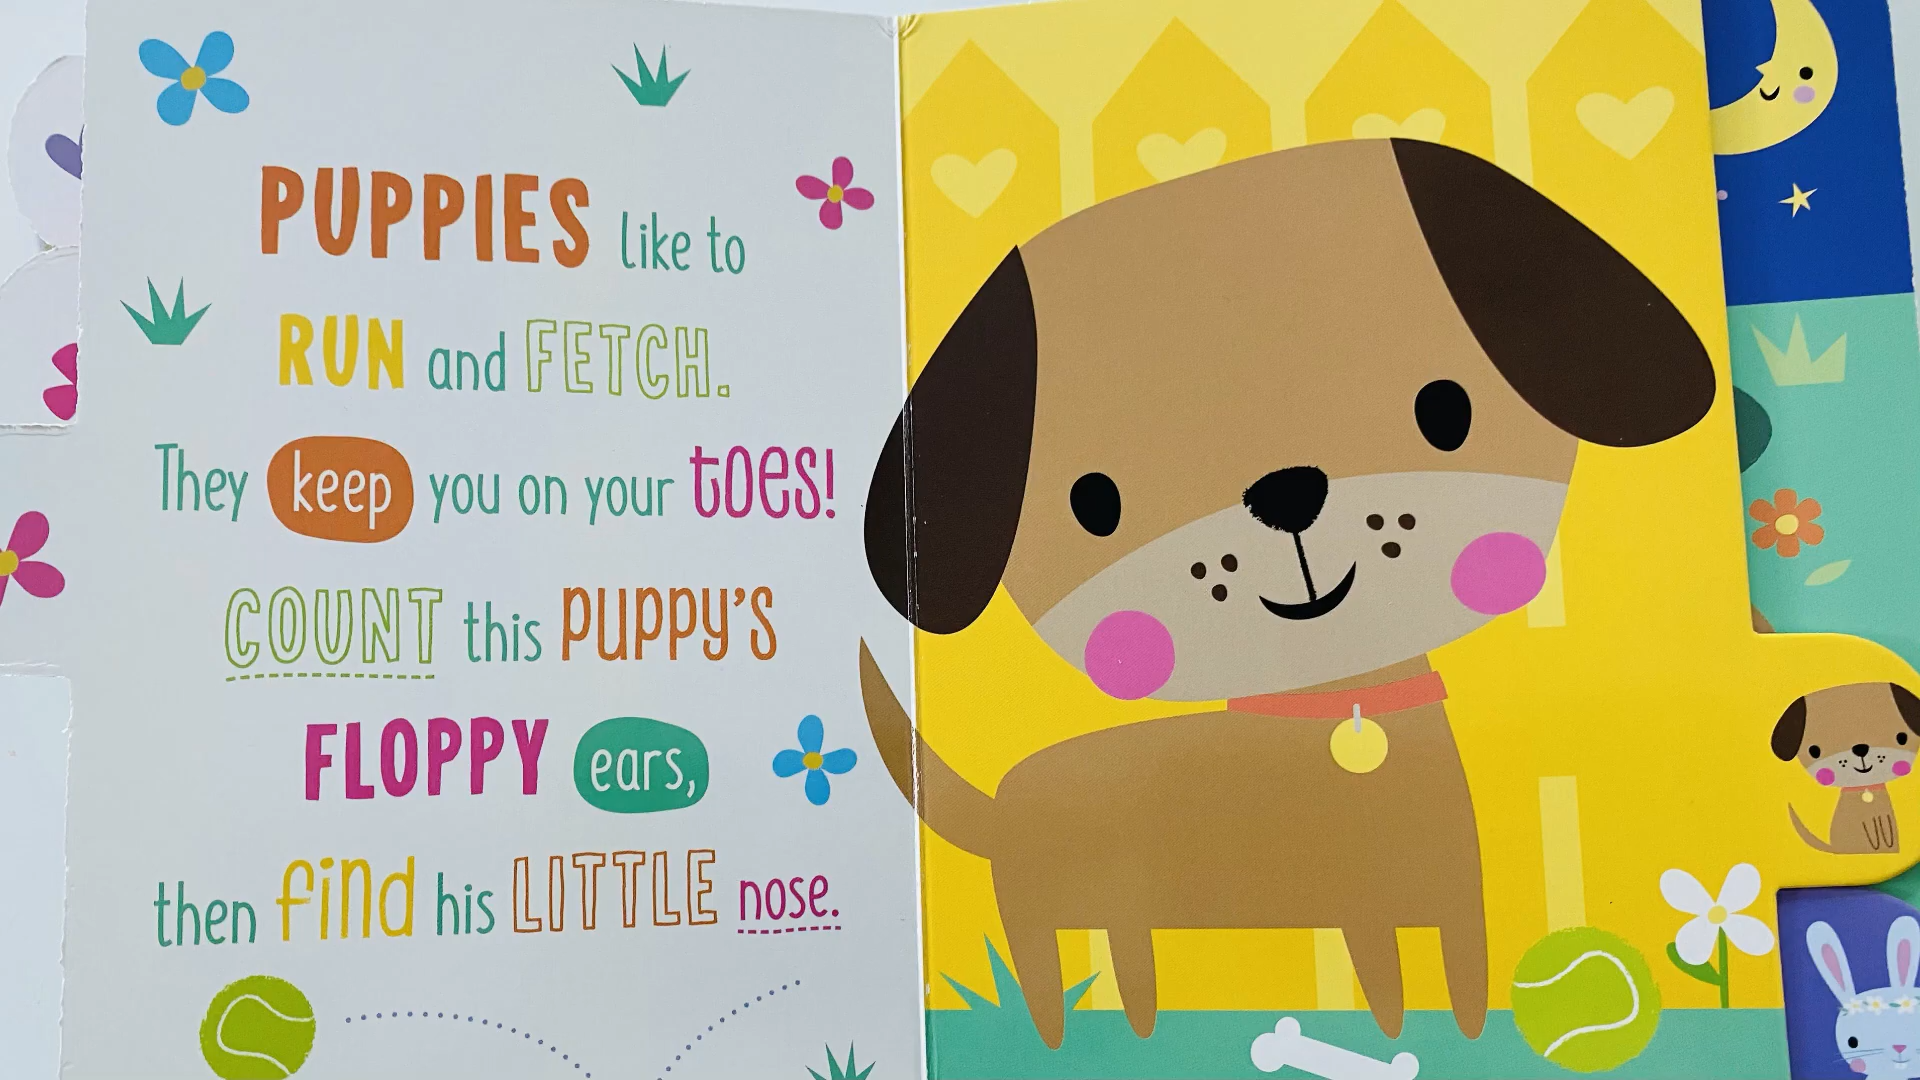 PUPPIES like to
RUN and FETCH.
They keep you on your toes!
COUNT this puppy's
FLOPPY ears,
then find his LITTLE nose.